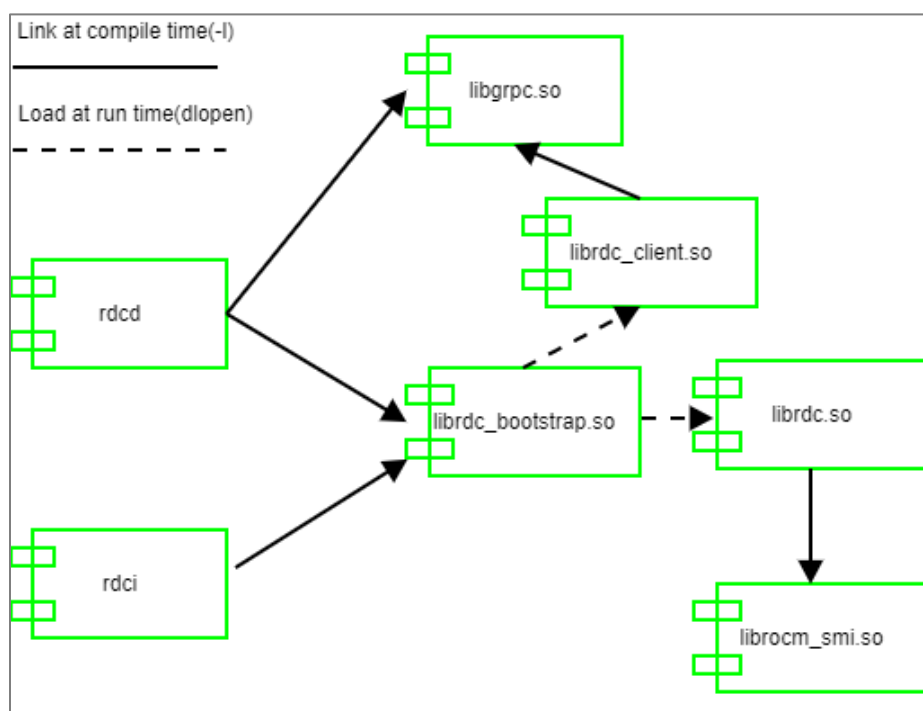 Link at compile time(-l)
Load at run time(dlopen)
libgrpc.so
librdc_client.so
rdcd
librdc_bootstrap.so
librdc.so
rdci
librocm_smi.so